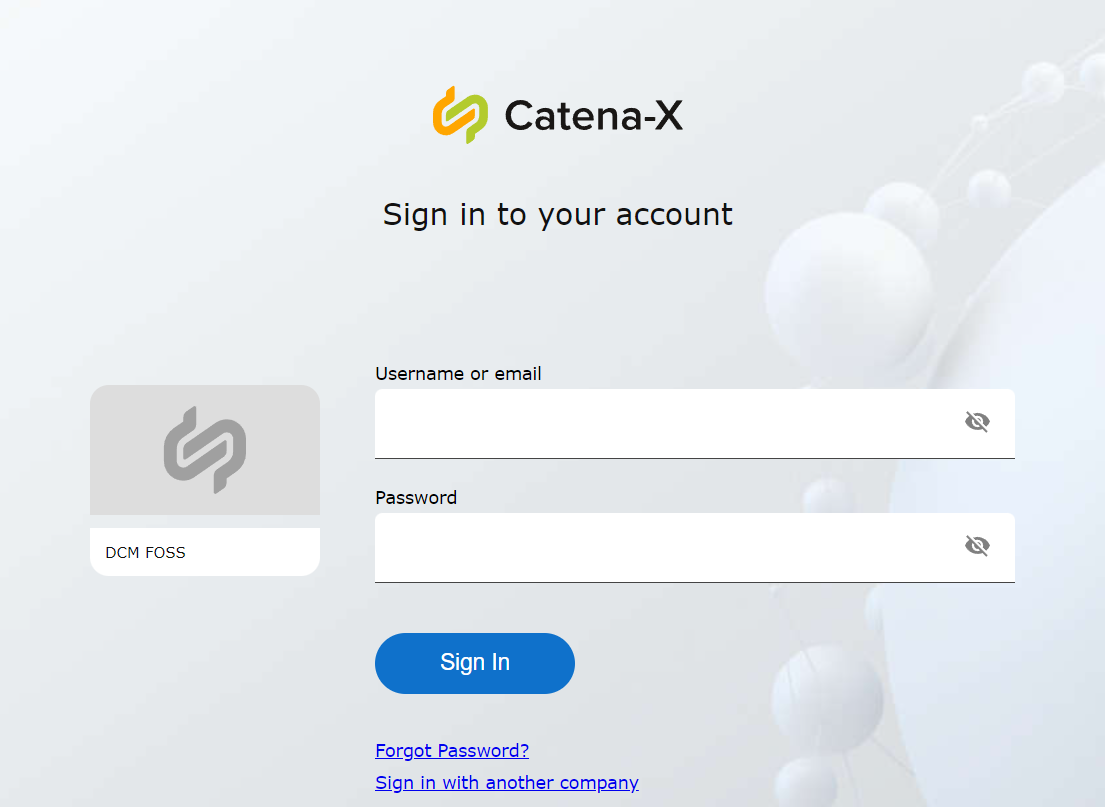 Catena-X
Sign in to your account
Username or email
Password
DCM FOSS
Sign In
Forgot Password?
Sign in with another company